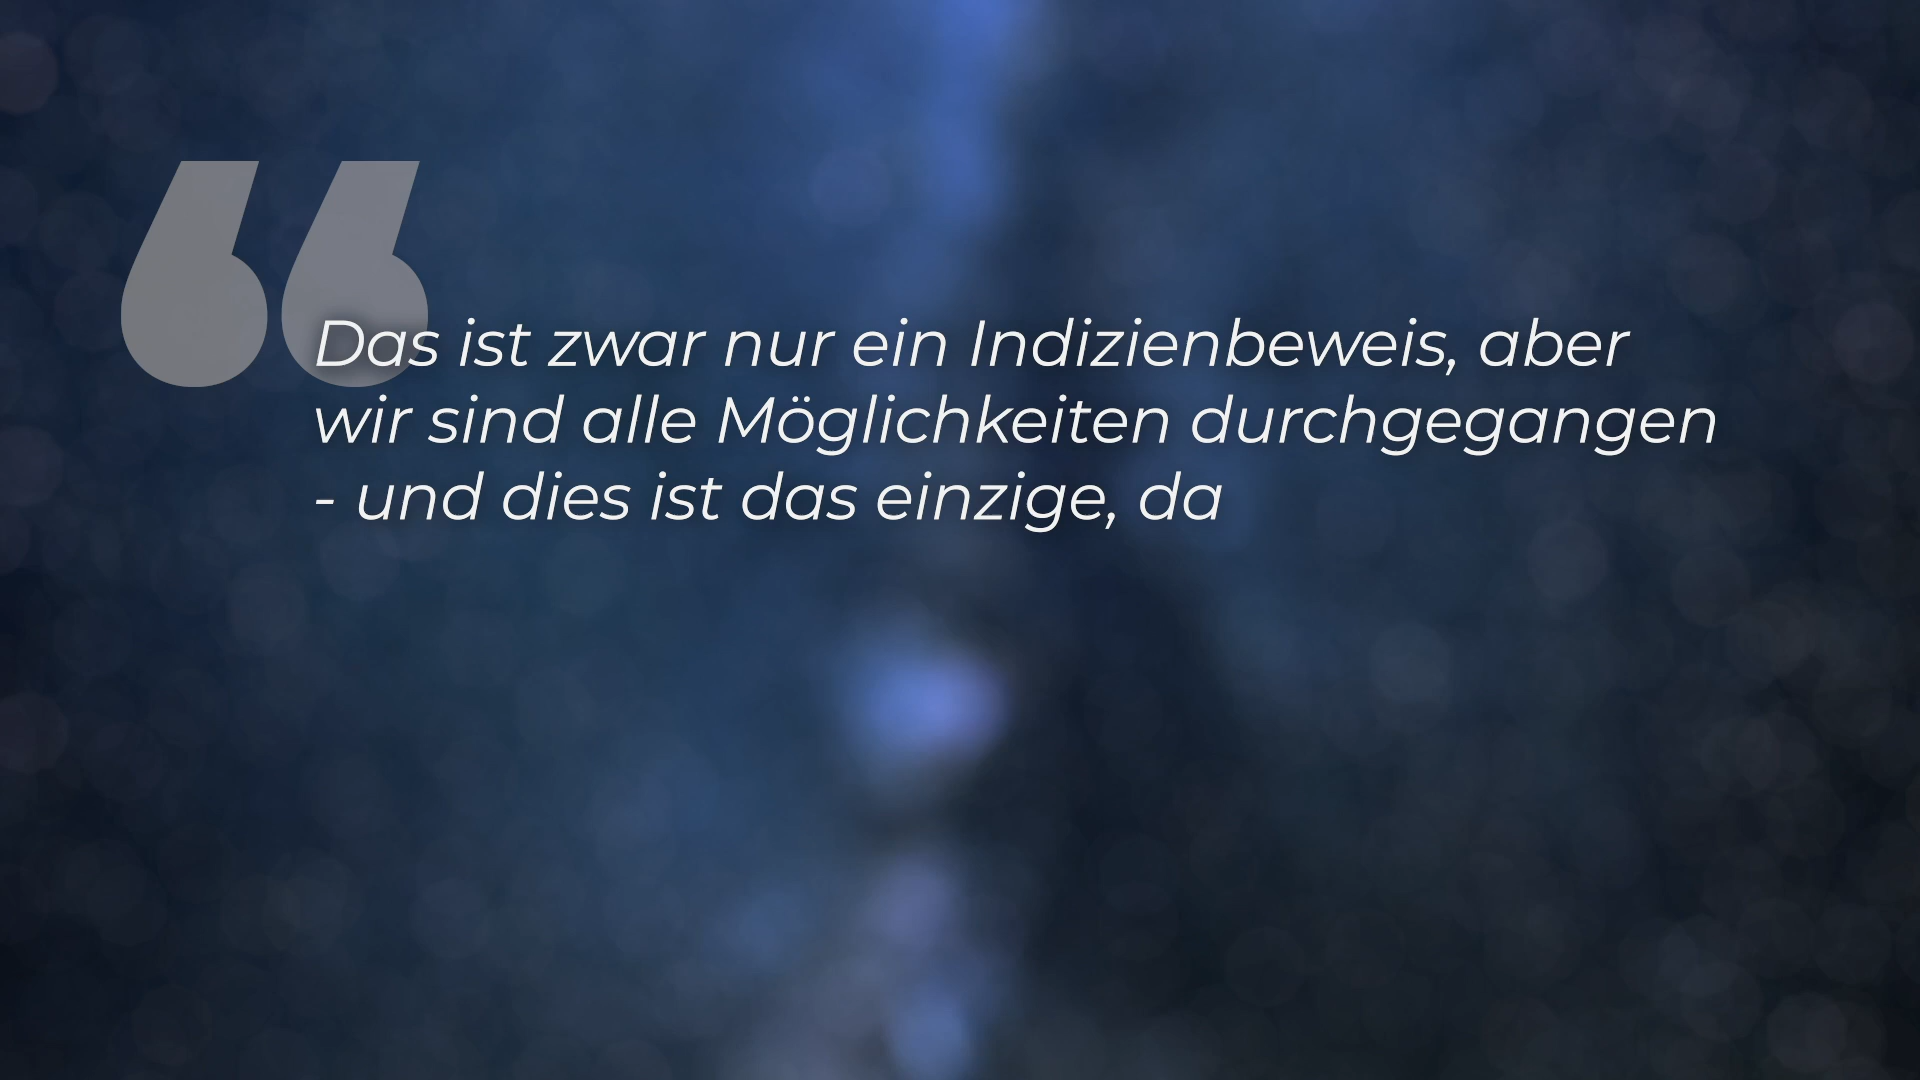 Das ist zwar nur ein Indizienbeweis, aber
wir sind alle Möglichkeiten durchgegangen
- und dies ist das einzige, da